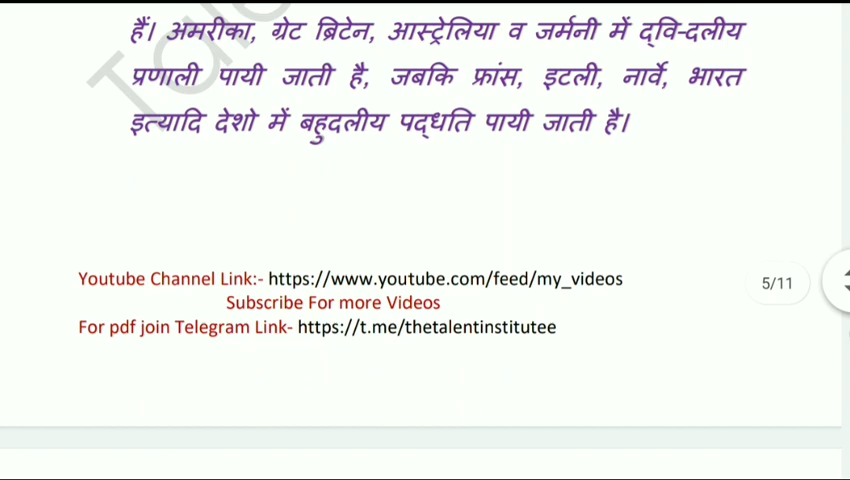 हैं। अमरीका, ग्रेट ब्रिटेन, आस्ट्रेलिया व जर्मनी में द्वि-दलीय
प्रणाली पायी जाती है, जबकि फ्रांस, इटली, नार्वे, भारत
इत्यादि देशो में बहुदलीय पद्धति पायी जाती है।
Youtube Channel Link:- https://www.youtube.com/feed/my_videos
5/11
Subscribe For more Videos
For pdf join Telegram Link- https://t.me/thetalentinstitutee